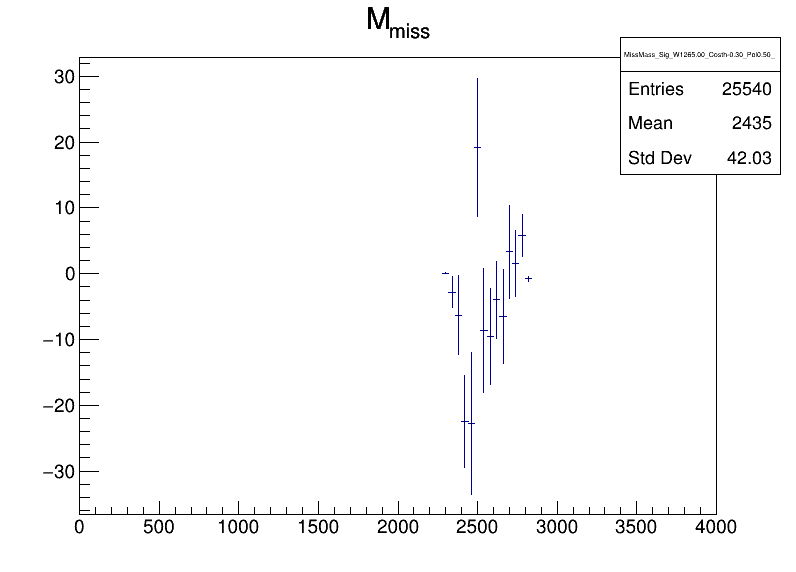 M_miss
MissMass_Sig_W1265.00_Costh-0.30_Pol0.50_
Entries 25540
Mean 2435
Std Dev 42.03
30
20
10
0
−10
−20
−30
0 500 1000 1500 2000 2500 3000 3500 4000